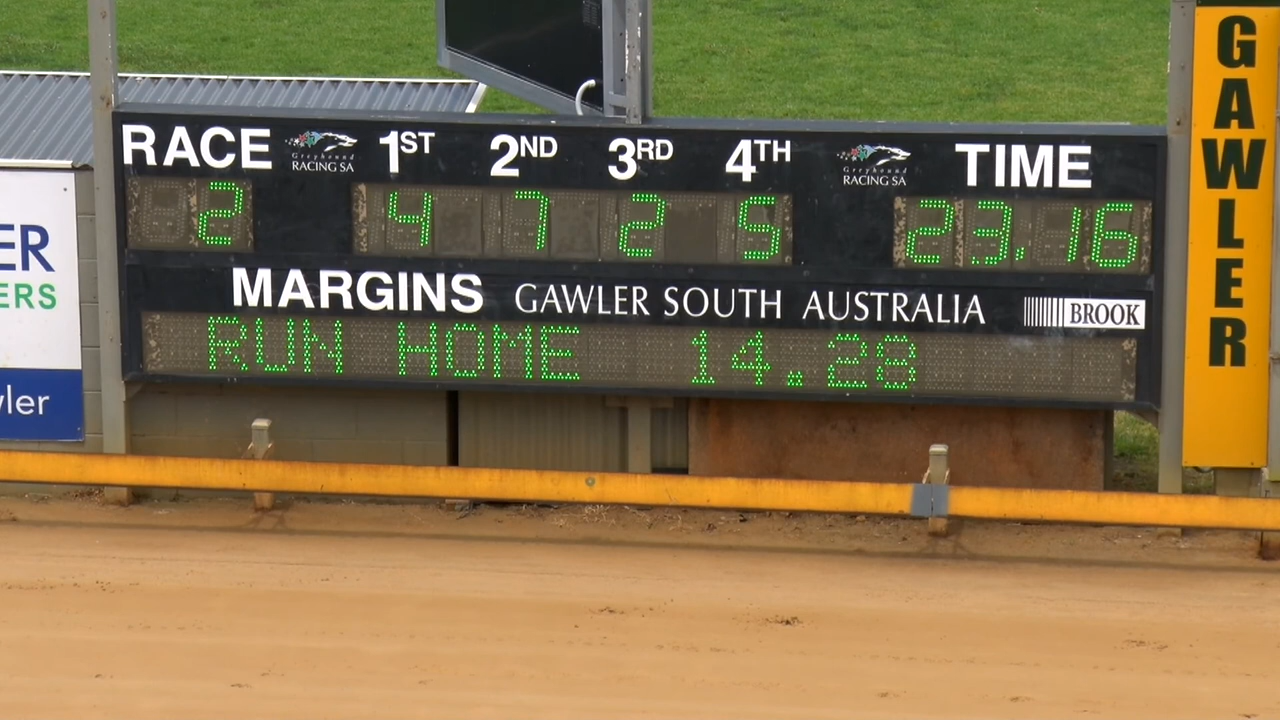 RACE 1ST 2ND 3RD 4TH TIME
Greyhound RACING SA
Greyhound RACING SA
2 4 7 2 5 23.16
MARGINS GAWLER SOUTH AUSTRALIA BROOK
RUN HOME 14.28
GAWLER
ER
ERS
wler